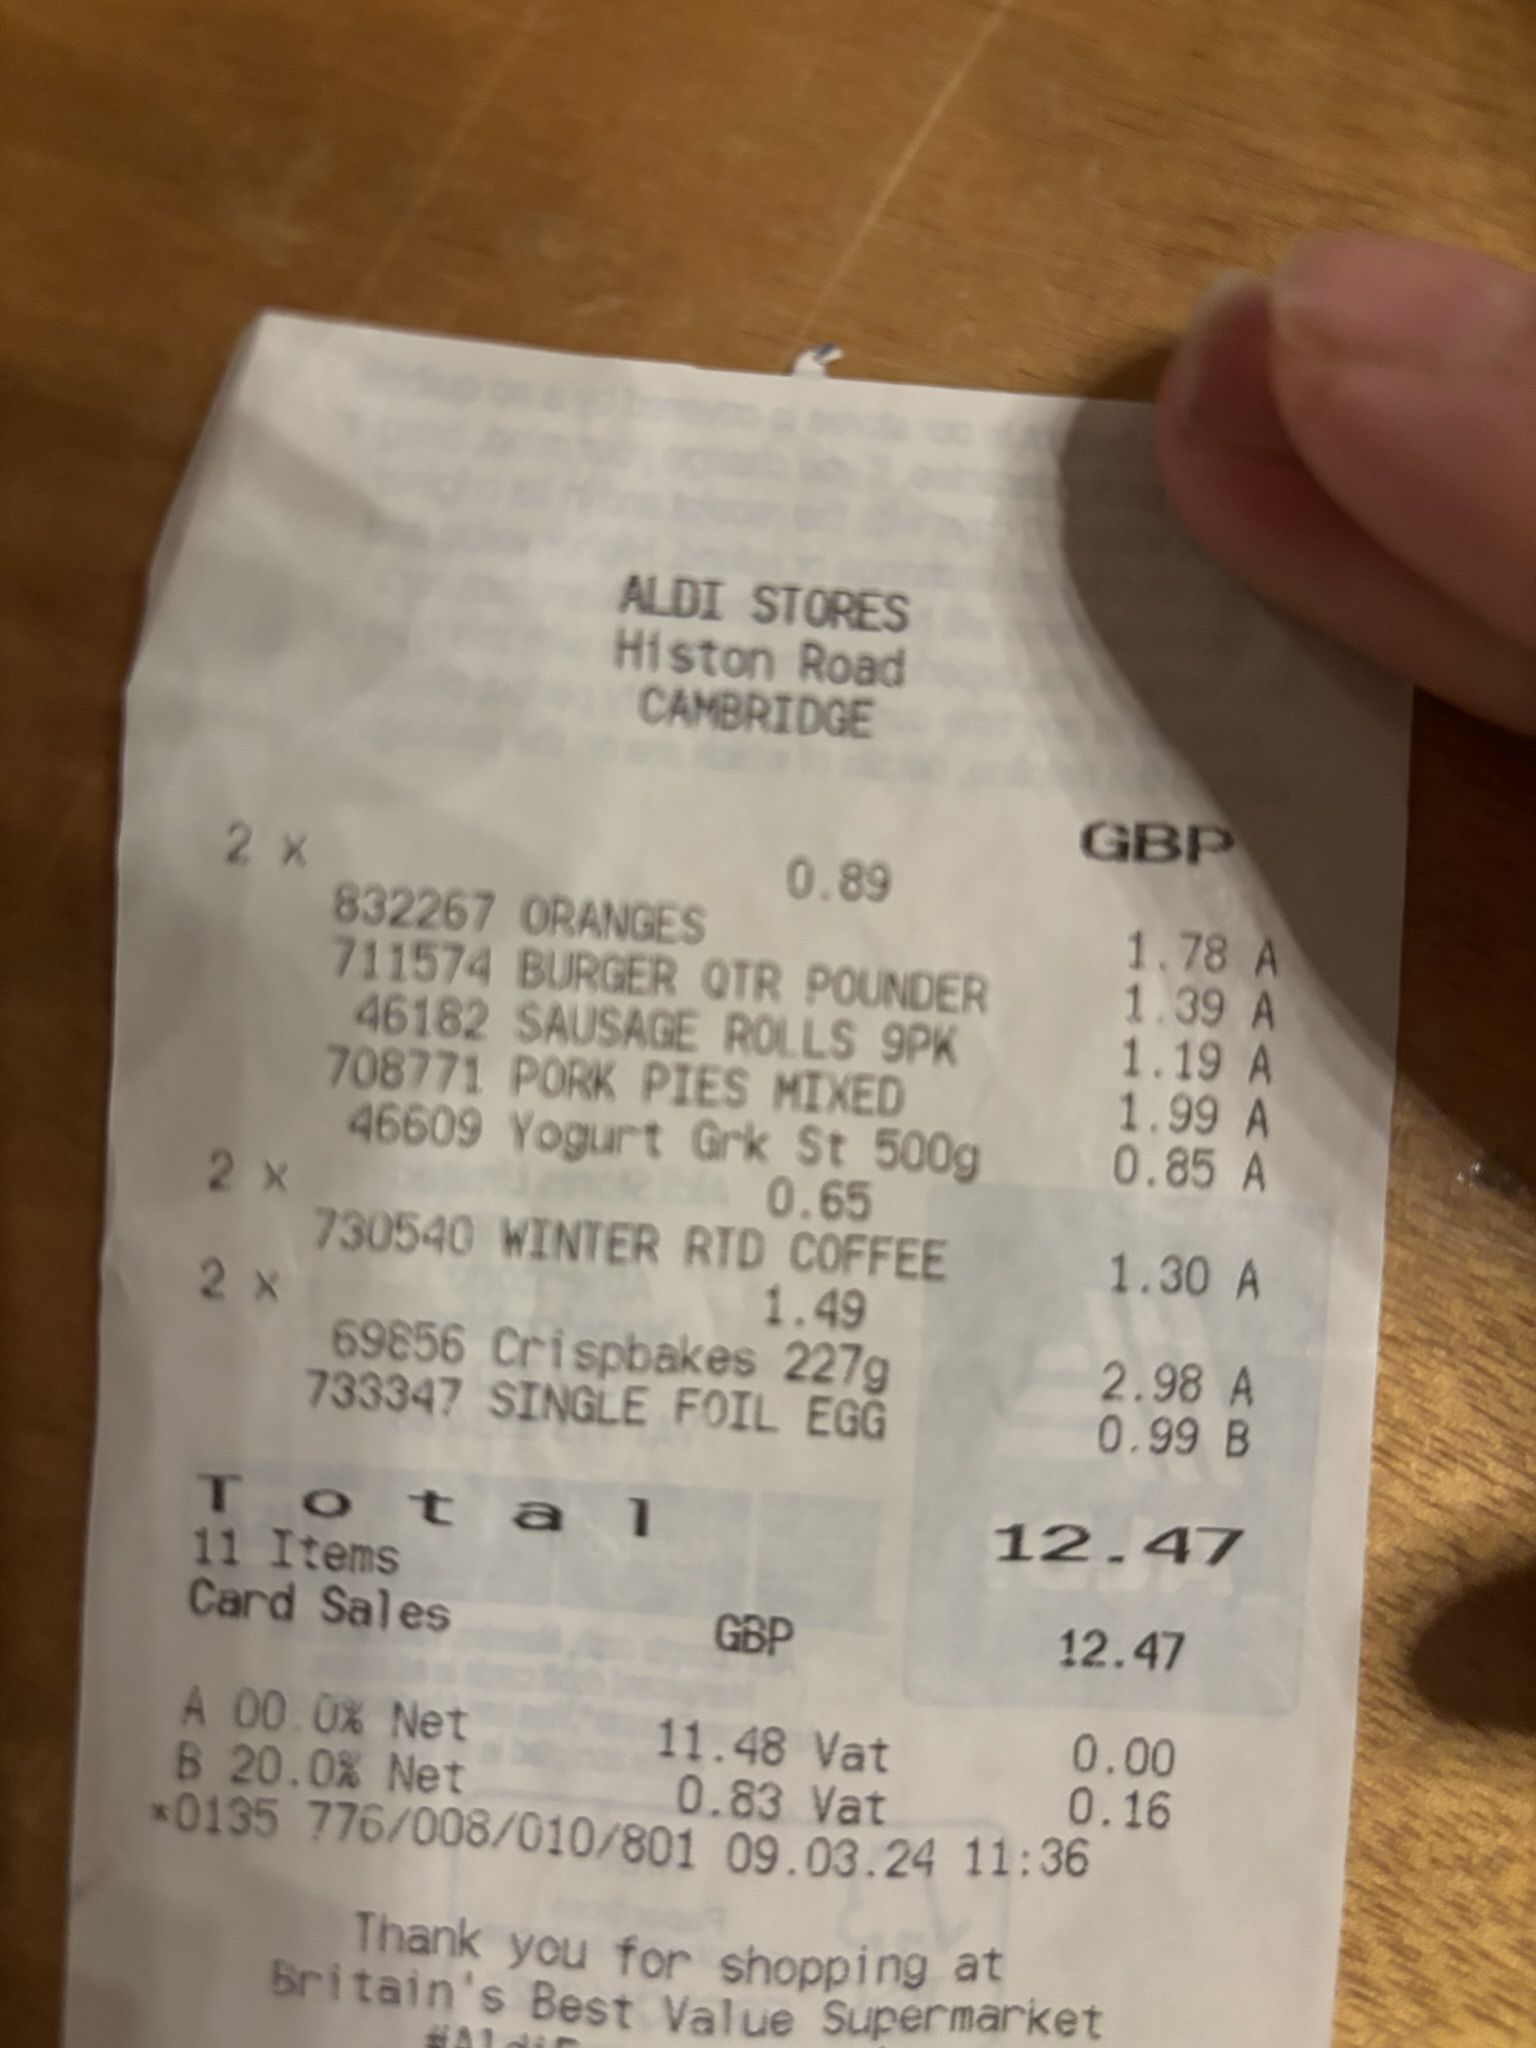 ALDI STORES
Histon Road
CAMBRIDGE
GBP
2 x 0.89
832267 ORANGES 1.78 A
711574 BURGER QTR POUNDER 1.39 A
46182 SAUSAGE ROLLS 9PK 1.19 A
708771 PORK PIES MIXED 1.99 A
46609 Yogurt Grk St 500g 0.85 A
2 x 0.65
730540 WINTER RTD COFFEE 1.30 A
2 x 1.49
69856 Crispbakes 227g 2.98 A
733347 SINGLE FOIL EGG 0.99 B
Total 12.47
11 Items
Card Sales GBP 12.47
A 00.0% Net 11.48 Vat 0.00
B 20.0% Net 0.83 Vat 0.16
*0135 776/008/010/801 09.03.24 11:36
Thank you for shopping at
Britain's Best Value Supermarket